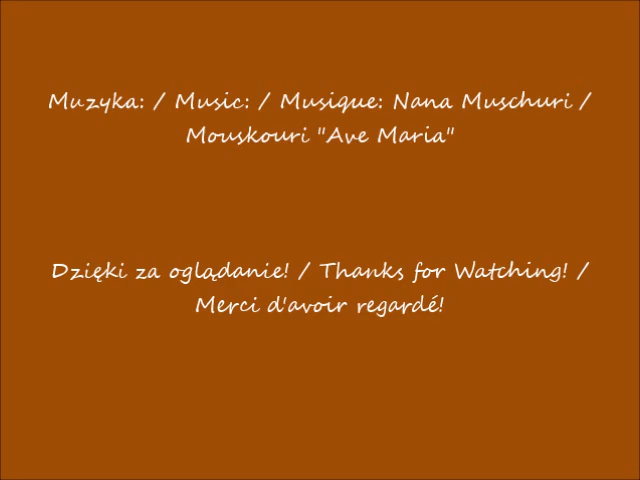 Muzyka: / Music: / Musique: Nana Muschuri /
Mouskouri "Ave Maria"
Dzięki za oglądanie! / Thanks for Watching! /
Merci d'avoir regardé!